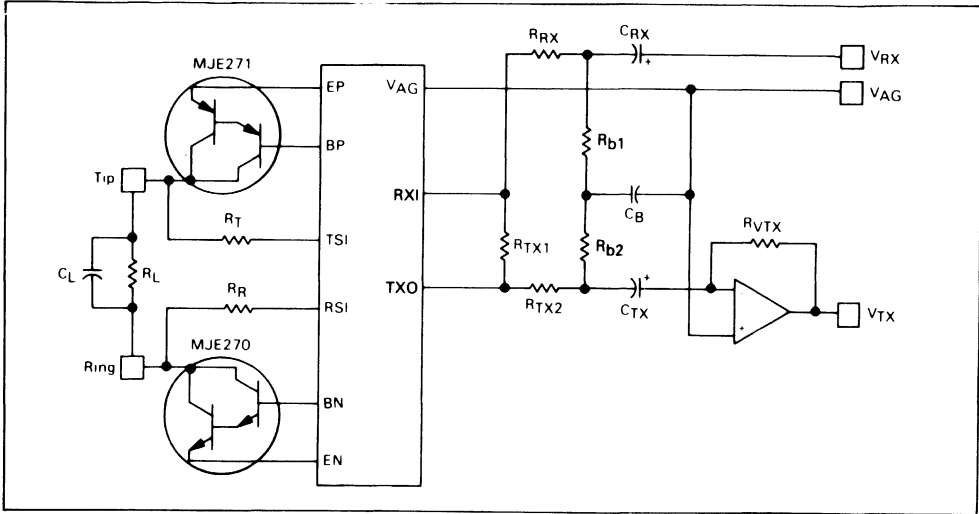 RRX
CRX
+
VRX
MJE271
EP
VAG
VAG
BP
Rb1
Tip
RXI
CB
RT
RVTX
TSI
RTX1
Rb2
CL
RL
RR
TXO
+
RSI
RTX2
CTX
VTX
+
MJE270
Ring
BN
EN